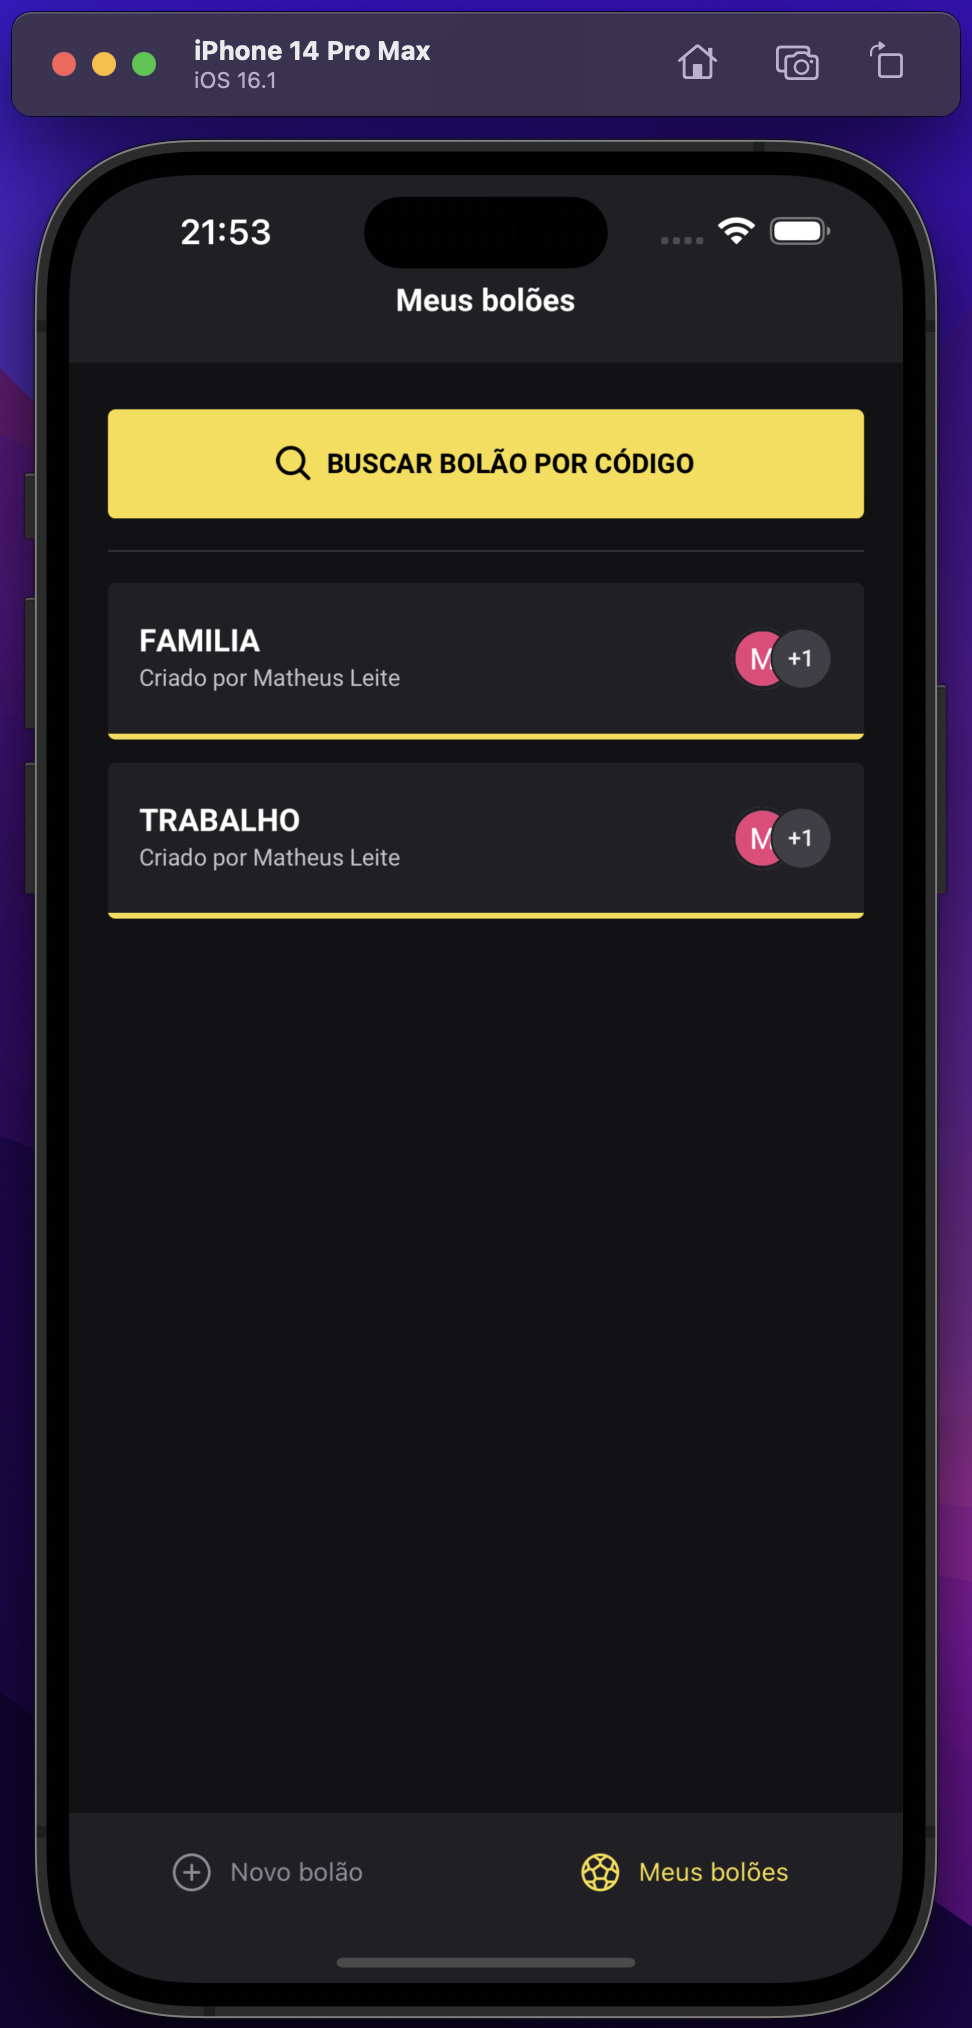 iPhone 14 Pro Max
iOS 16.1
21:53
Meus bolões
BUSCAR BOLÃO POR CÓDIGO
FAMILIA
Criado por Matheus Leite
M +1
TRABALHO
Criado por Matheus Leite
M +1
Novo bolão
Meus bolões